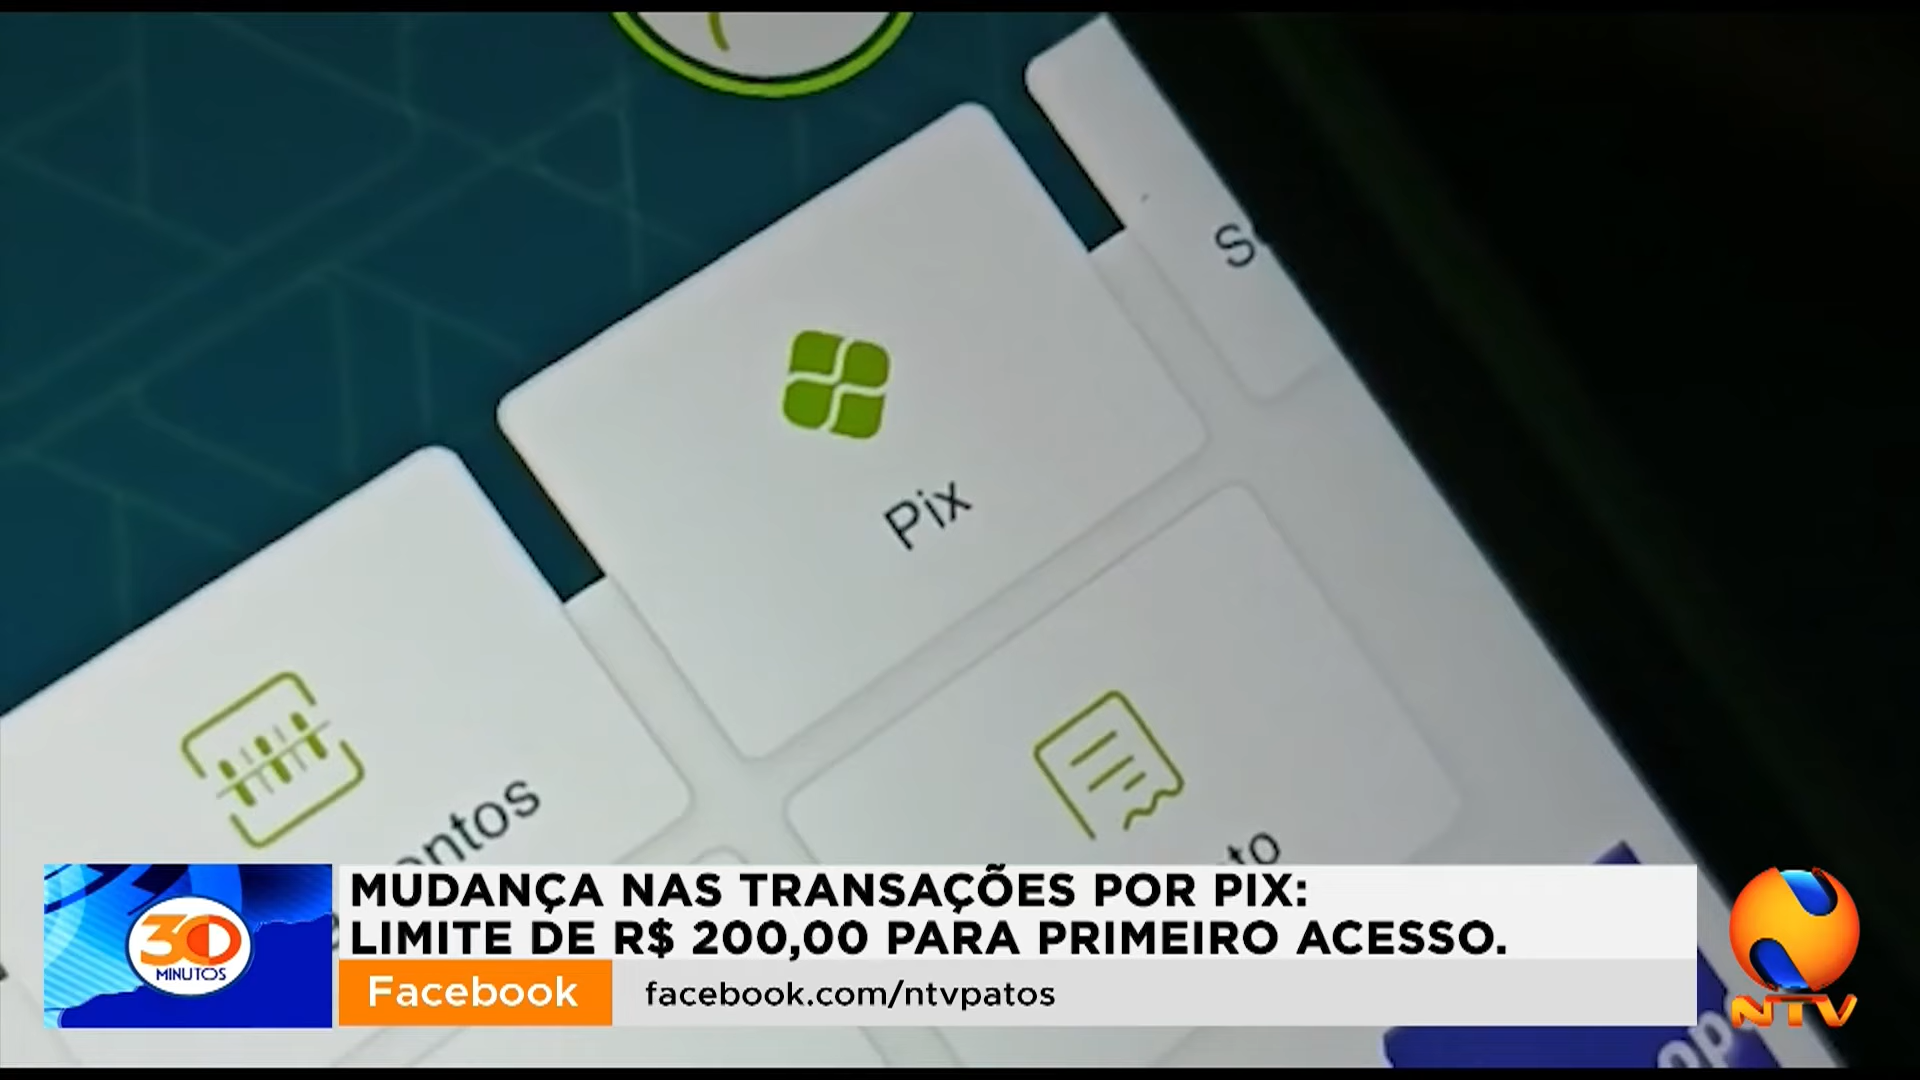 Pix
MUDANÇA NAS TRANSAÇÕES POR PIX:
LIMITE DE R$ 200,00 PARA PRIMEIRO ACESSO.
30
MINUTOS
Facebook
facebook.com/ntvpatos
NTV